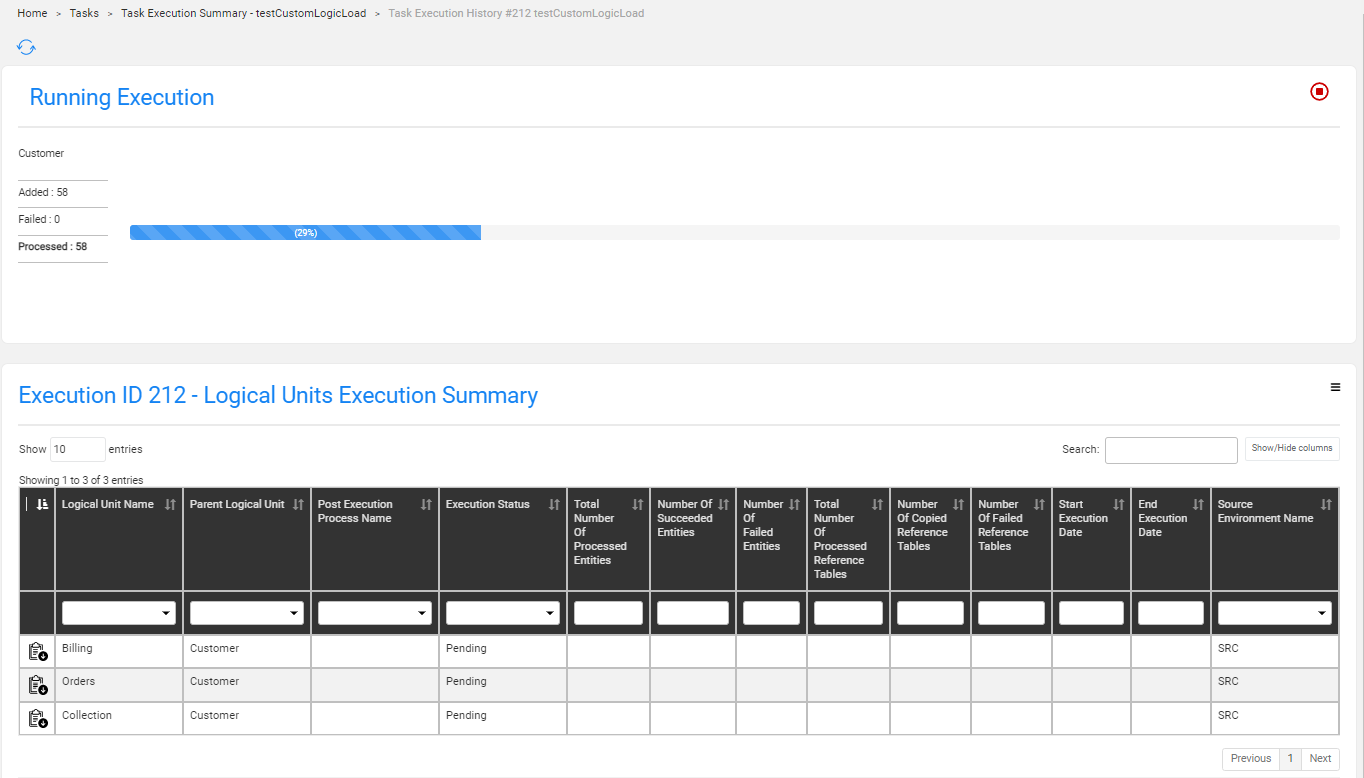 Home > Tasks > Task Execution Summary - testCustomLogicLoad > Task Execution History #212 testCustomLogicLoad
Running Execution
Customer
Added : 58
Failed : 0
Processed : 58
(29%)
Execution ID 212 - Logical Units Execution Summary
Show 10 entries
Search:
Show/Hide columns
Showing 1 to 3 of 3 entries
Logical Unit Name
Parent Logical Unit
Post Execution
Process Name
Execution Status
Total
Number
Of
Processed
Entities
Number Of
Succeeded
Entities
Number
Of
Failed
Entities
Total
Number
Of
Processed
Reference
Tables
Number
Of Copied
Reference
Tables
Number
Of Failed
Reference
Tables
Start
Execution
Date
End
Execution
Date
Source
Environment Name
Billing Customer Pending SRC
Orders Customer Pending SRC
Collection Customer Pending SRC
Previous 1 Next